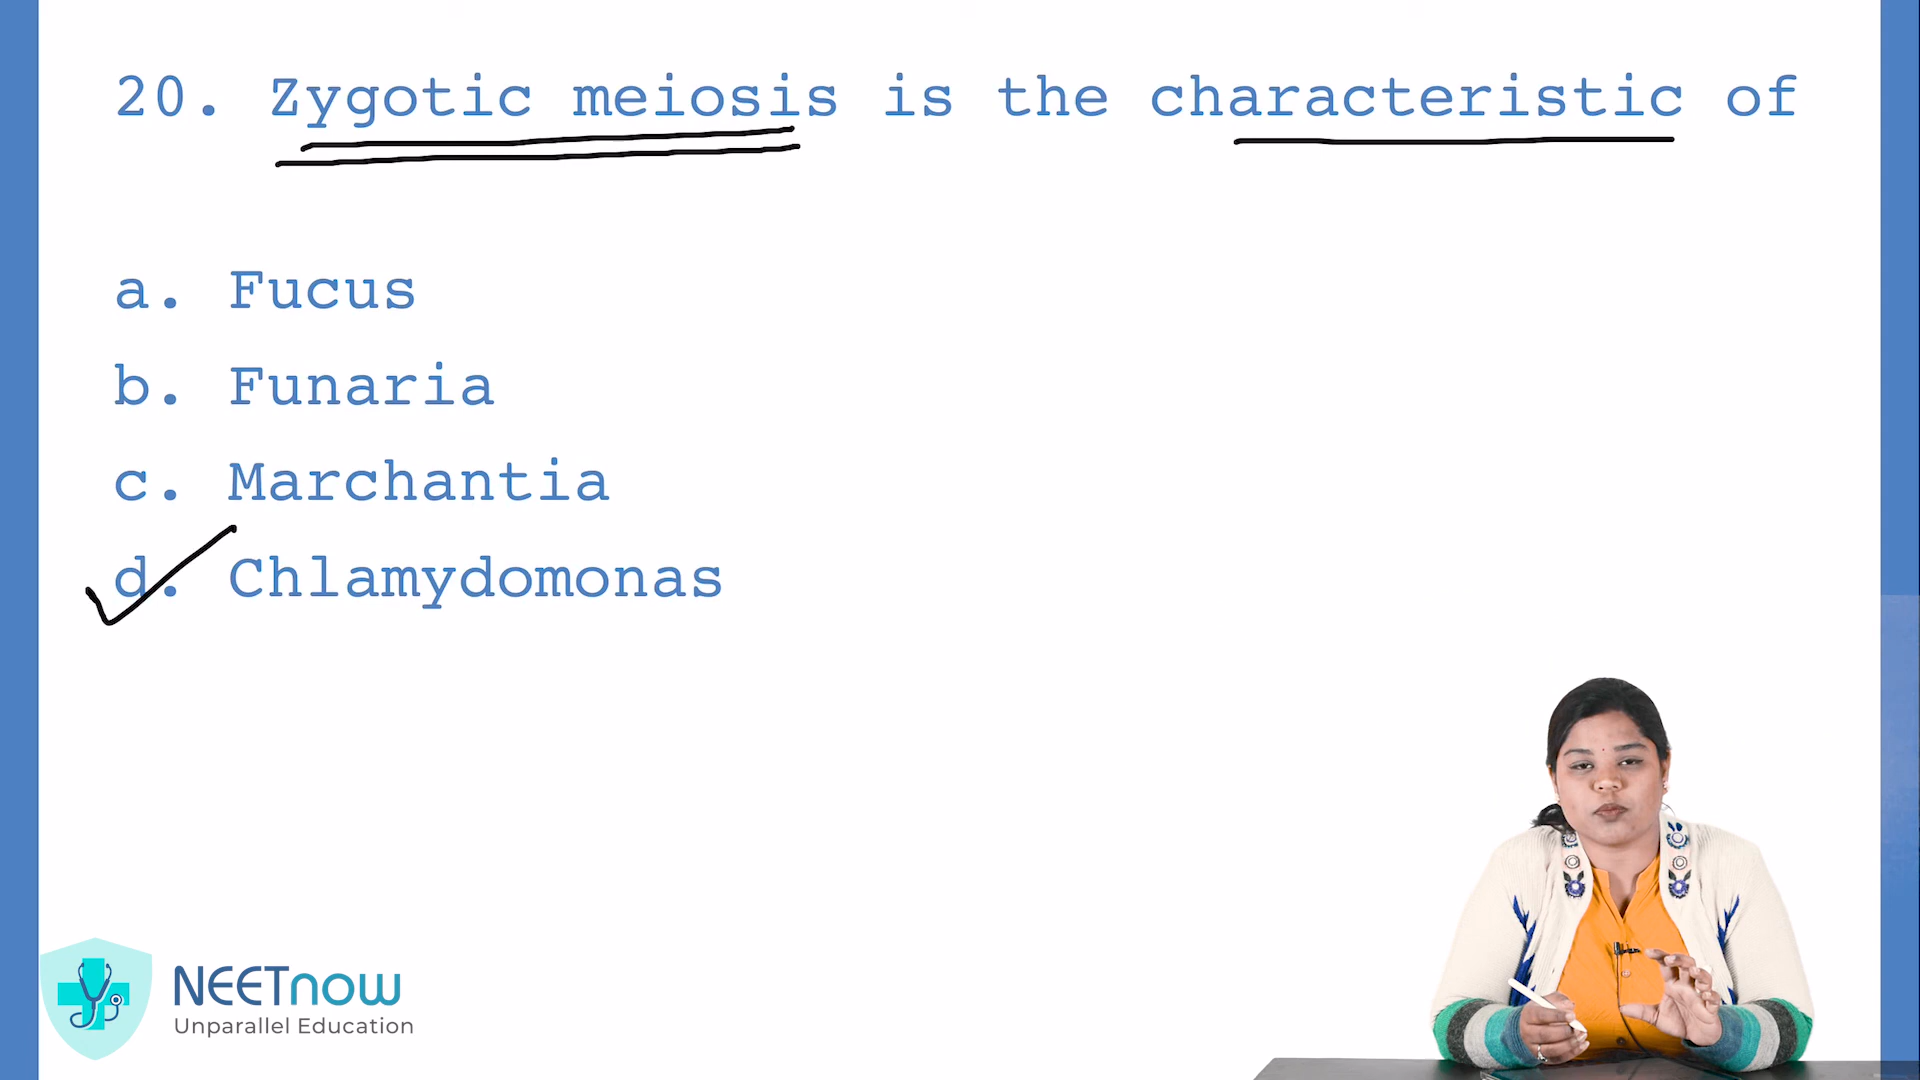 20. Zygotic meiosis is the characteristic of
a. Fucus
b. Funaria
c. Marchantia
d. Chlamydomonas
NEETnow
Unparallel Education